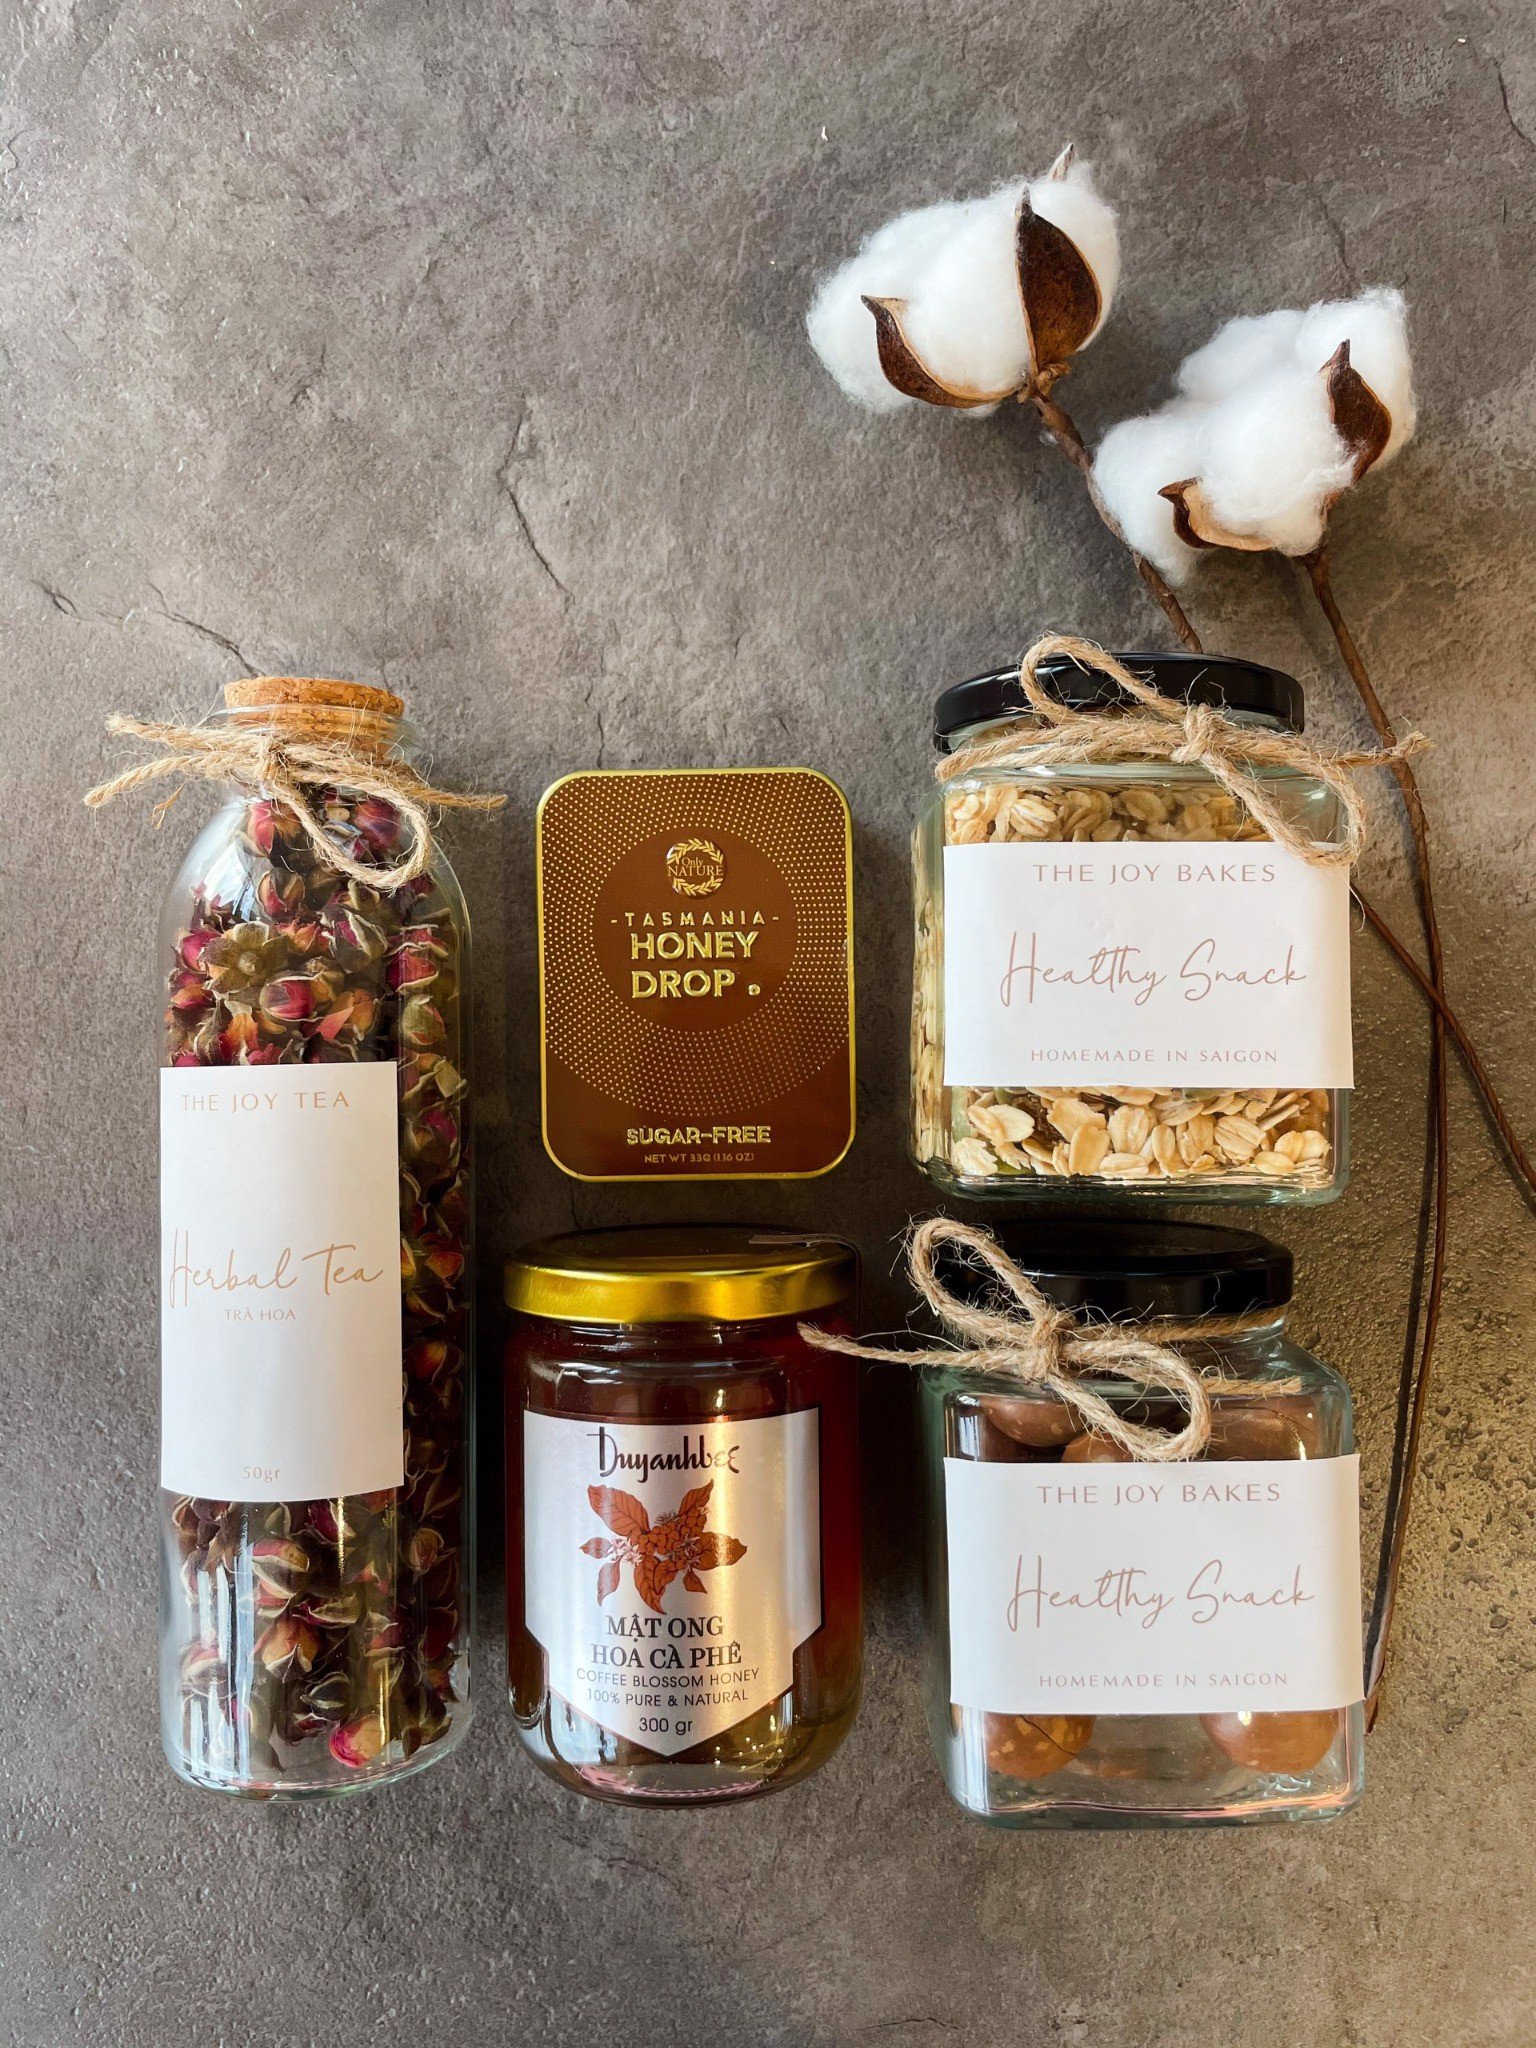 THE JOY TEA
Herbal Tea
TRÀ HOA
50gr
Only
NATURE
-TASMANIA-
HONEY
DROP.
SUGAR-FREE
NET WT 33G (1.16 OZ)
Duyanhbee
MẬT ONG
HOA CÀ PHÊ
COFFEE BLOSSOM HONEY
100% PURE & NATURAL
300 gr
THE JOY BAKES
Healthy Snack
HOMEMADE IN SAIGON
THE JOY BAKES
Healthy Snack
HOMEMADE IN SAIGON